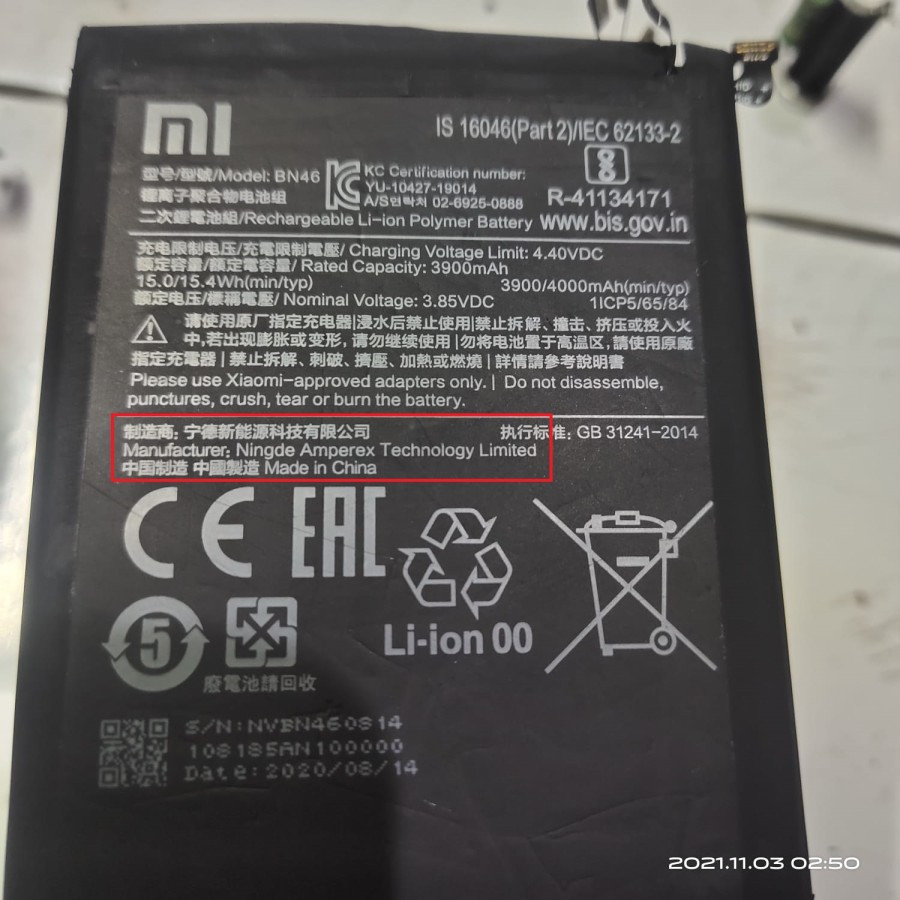 MI
IS 16046(Part 2)/IEC 62133-2
型号/型號/Model: BN46
锂离子聚合物电池组
二次鋰電池組/Rechargeable Li-ion Polymer Battery
KC Certification number:
YU-10427-19014
A/S연락처 02-6925-0888
R-41134171
www.bis.gov.in
充电限制电压/充電限制電壓/ Charging Voltage Limit: 4.40VDC
额定容量/額定電容量/ Rated Capacity: 3900mAh
15.0/15.4Wh(min/typ)
3900/4000mAh(min/typ)
额定电压/標稱電壓/ Nominal Voltage: 3.85VDC
1ICP5/65/84
请使用原厂指定充电器|浸水后禁止使用|禁止拆解、撞击、挤压或投入火
中,若出现膨胀或变形，请勿继续使用|勿将电池置于高温区,請使用原廠
指定充電器 | 禁止拆解、刺破、擠壓、加熱或燃燒 | 詳情請參考說明書
Please use Xiaomi-approved adapters only. | Do not disassemble,
punctures, crush, tear or burn the battery.
制造商: 宁德新能源科技有限公司
执行标准: GB 31241-2014
Manufacturer: Ningde Amperex Technology Limited
中国制造 中國製造 Made in China
CE EAC
Li-ion 00
5
廢電池請回收
S/N:NVBN460814
108185AN100000
Date:2020/08/14
2021.11.03 02:50